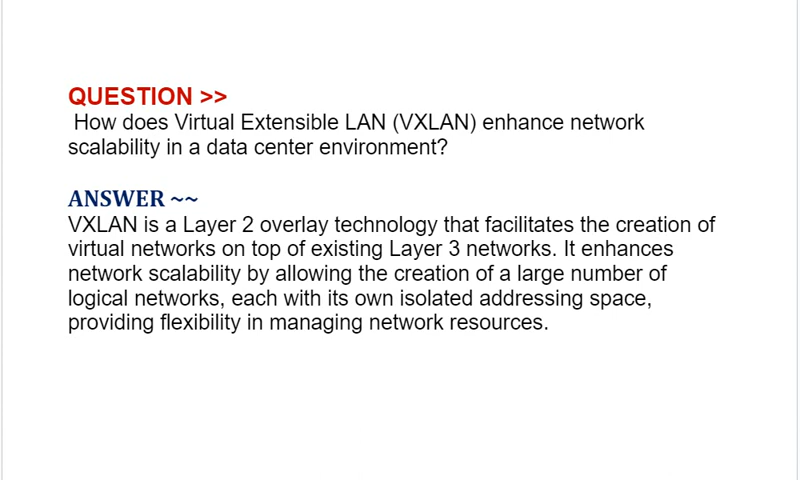 QUESTION >>
How does Virtual Extensible LAN (VXLAN) enhance network
scalability in a data center environment?
ANSWER ~~
VXLAN is a Layer 2 overlay technology that facilitates the creation of
virtual networks on top of existing Layer 3 networks. It enhances
network scalability by allowing the creation of a large number of
logical networks, each with its own isolated addressing space,
providing flexibility in managing network resources.